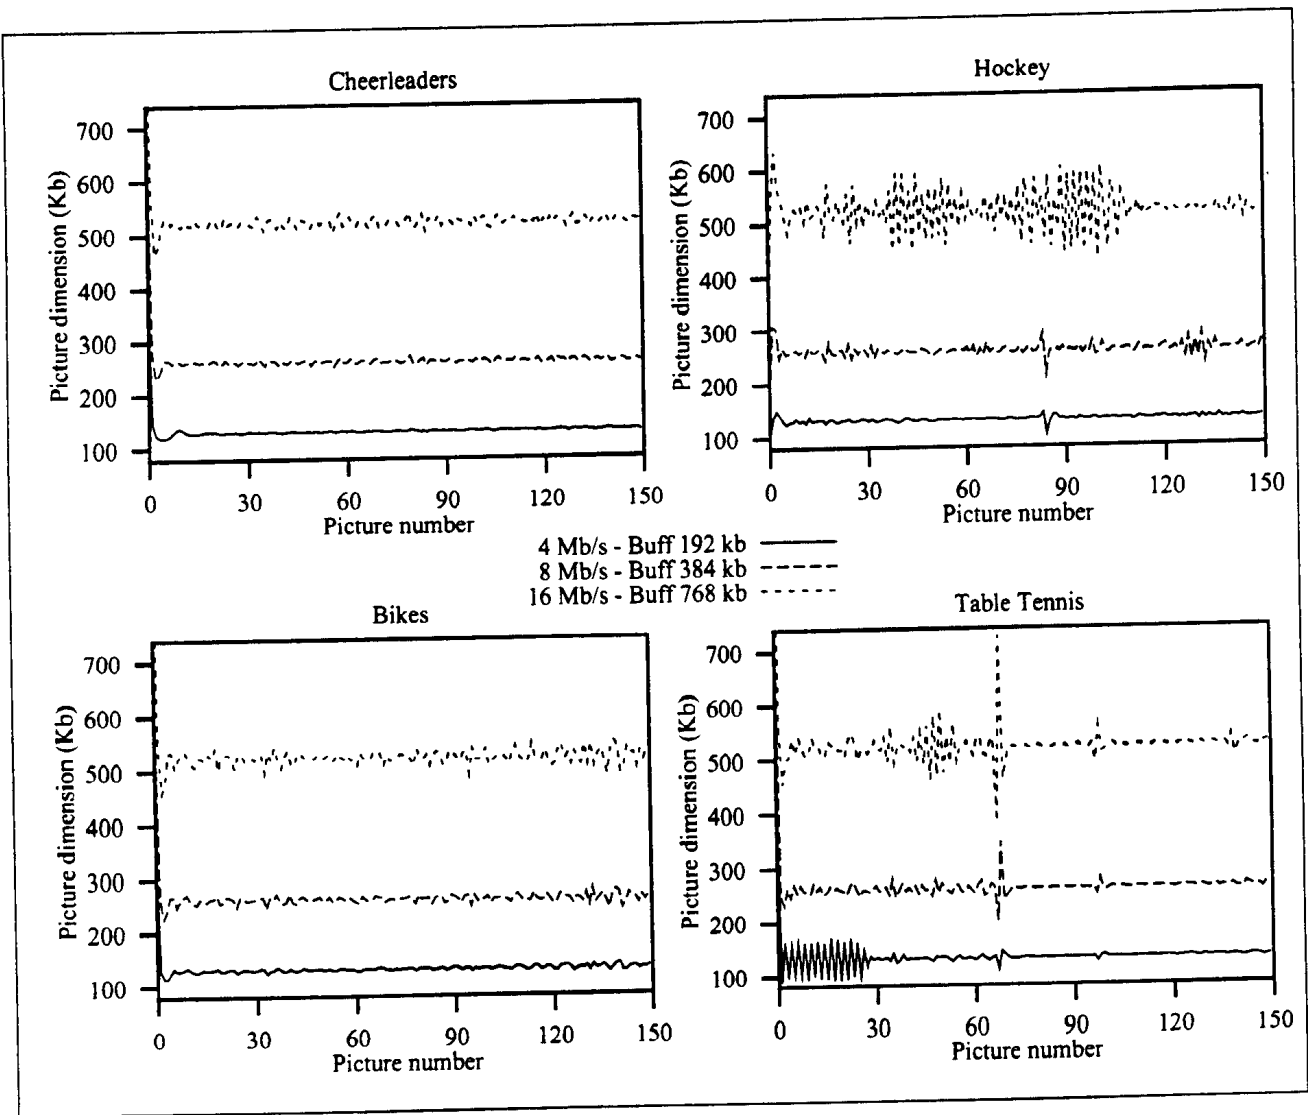 Cheerleaders
Picture dimension (Kb)
700
600
500
400
300
200
100
0 30 60 90 120 150
Picture number
Hockey
Picture dimension (Kb)
700
600
500
400
300
200
100
0 30 60 90 120 150
Picture number
4 Mb/s - Buff 192 kb
8 Mb/s - Buff 384 kb
16 Mb/s - Buff 768 kb
Bikes
Picture dimension (Kb)
700
600
500
400
300
200
100
0 30 60 90 120 150
Picture number
Table Tennis
Picture dimension (Kb)
700
600
500
400
300
200
100
0 30 60 90 120 150
Picture number